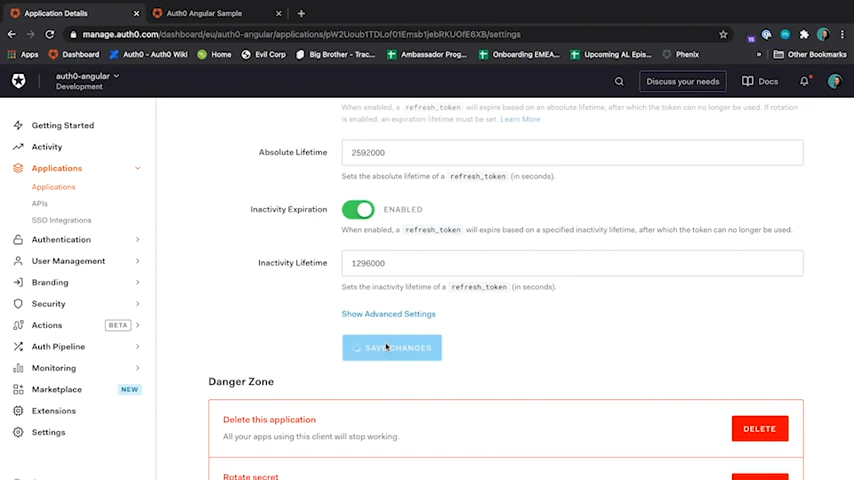 Application Details
Auth0 Angular Sample
manage.auth0.com/dashboard/eu/auth0-angular/applications/pW2Uoub1TDLof01Emsb1jebRKUOfE6XB/settings
Apps
Dashboard
Auth0 - Auth0 Wiki
Home
Evil Corp
Big Brother - Trac...
Ambassador Prog...
Onboarding EMEA...
Upcoming AL Epis...
Phenix
»
Other Bookmarks
auth0-angular
Development
Discuss your needs
Docs
Getting Started
Activity
Applications
Applications
APIs
SSO Integrations
Authentication
User Management
Branding
Security
Actions
BETA
Auth Pipeline
Monitoring
Marketplace
NEW
Extensions
Settings
When enabled, a refresh_token will expire based on an absolute lifetime, after which the token can no longer be used. If rotation
is enabled, an expiration lifetime must be set. Learn More
Absolute Lifetime
2592000
Sets the absolute lifetime of a refresh_token (in seconds).
Inactivity Expiration
ENABLED
When enabled, a refresh_token will expire based on a specified inactivity lifetime, after which the token can no longer be used.
Inactivity Lifetime
1296000
Sets the inactivity lifetime of a refresh_token (in seconds).
Show Advanced Settings
SAVE CHANGES
Danger Zone
Delete this application
All your apps using this client will stop working.
DELETE
Rotate secret